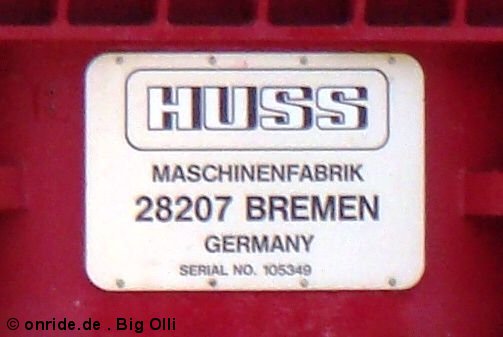 HUSS
MASCHINENFABRIK
28207 BREMEN
GERMANY
SERIAL NO. 105349
© onride.de . Big Olli